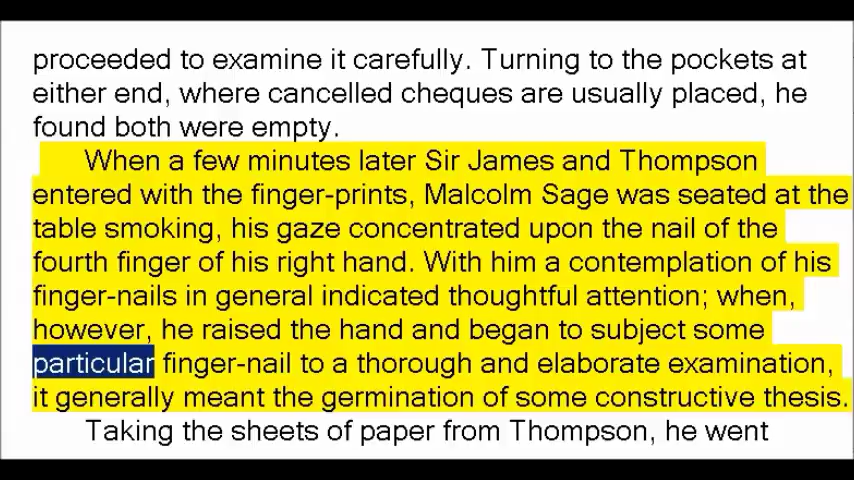 proceeded to examine it carefully. Turning to the pockets at
either end, where cancelled cheques are usually placed, he
found both were empty.
When a few minutes later Sir James and Thompson
entered with the finger-prints, Malcolm Sage was seated at the
table smoking, his gaze concentrated upon the nail of the
fourth finger of his right hand. With him a contemplation of his
finger-nails in general indicated thoughtful attention; when,
however, he raised the hand and began to subject some
particular finger-nail to a thorough and elaborate examination,
it generally meant the germination of some constructive thesis.
Taking the sheets of paper from Thompson, he went